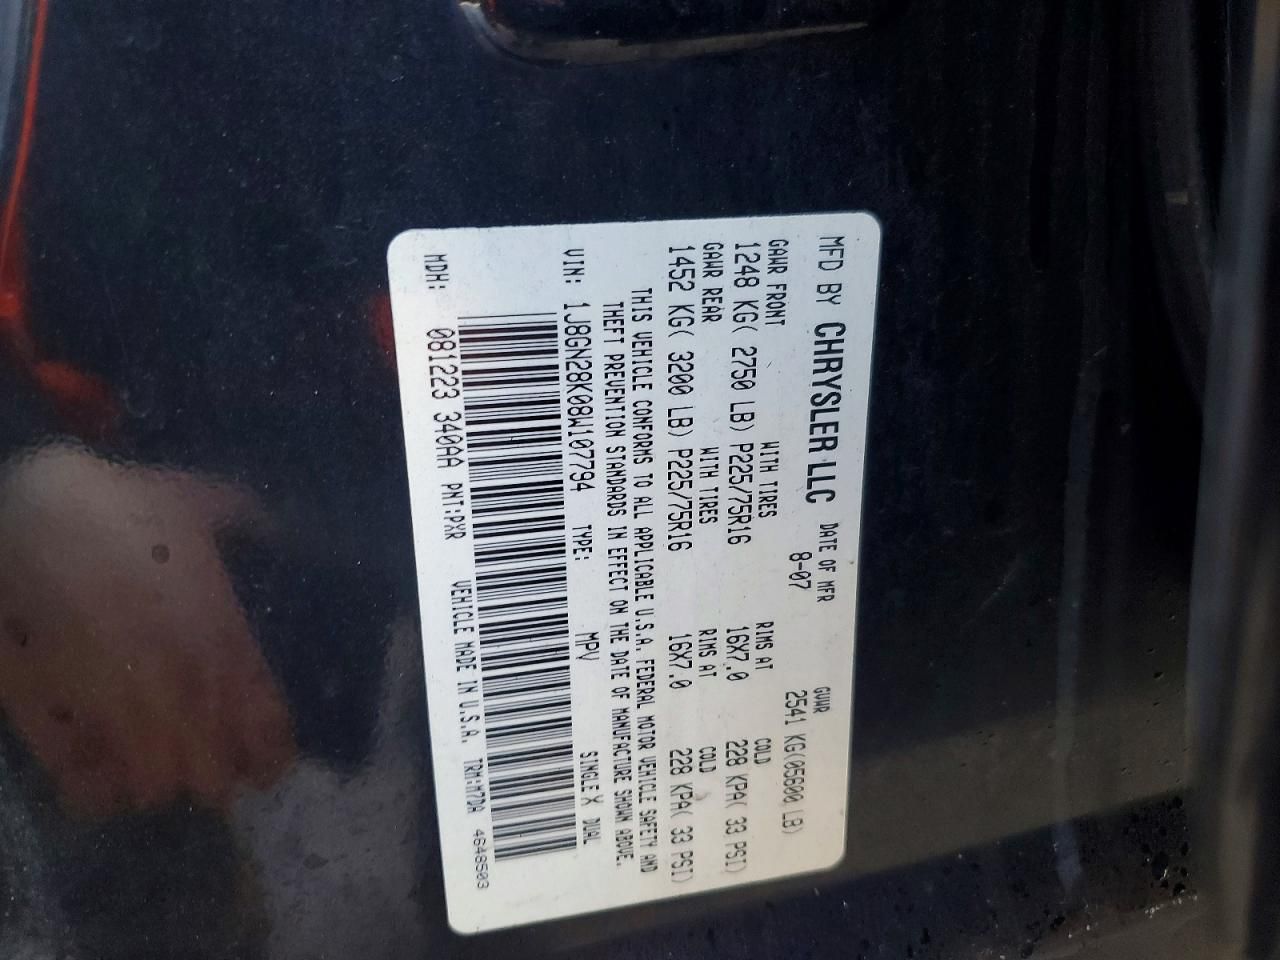 MFD BY CHRYSLER LLC DATE OF MFR GVWR
8-07 2541 KG(05600 LB)
GAWR FRONT WITH TIRES RIMS AT COLD
1248 KG( 2750 LB) P225/75R16 16X7.0 228 KPA( 33 PSI)
GAWR REAR WITH TIRES RIMS AT COLD
1452 KG( 3200 LB) P225/75R16 16X7.0 228 KPA( 33 PSI)
THIS VEHICLE CONFORMS TO ALL APPLICABLE U.S.A. FEDERAL MOTOR VEHICLE SAFETY AND
THEFT PREVENTION STANDARDS IN EFFECT ON THE DATE OF MANUFACTURE SHOWN ABOVE.
VIN: 1J8GN28K08W107794 TYPE: MPV SINGLE X DUAL
MDH: 081223 340AA PNT:PXR VEHICLE MADE IN U.S.A. TRM:M7DA 4648503